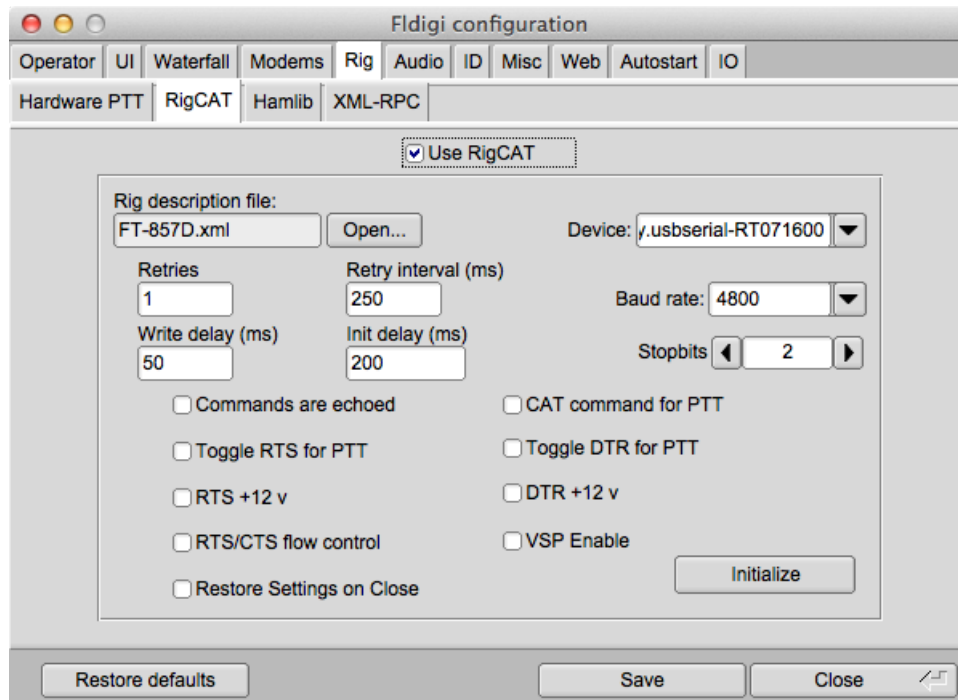 Fldigi configuration
Operator UI Waterfall Modems Rig Audio ID Misc Web Autostart IO
Hardware PTT RigCAT Hamlib XML-RPC
Use RigCAT
Rig description file:
FT-857D.xml Open... Device: y.usbserial-RT071600
Retries Retry interval (ms)
1 250 Baud rate: 4800
Write delay (ms) Init delay (ms)
50 200 Stopbits 2
Commands are echoed CAT command for PTT
Toggle RTS for PTT Toggle DTR for PTT
RTS +12 v DTR +12 v
RTS/CTS flow control VSP Enable
Initialize
Restore Settings on Close
Restore defaults Save Close